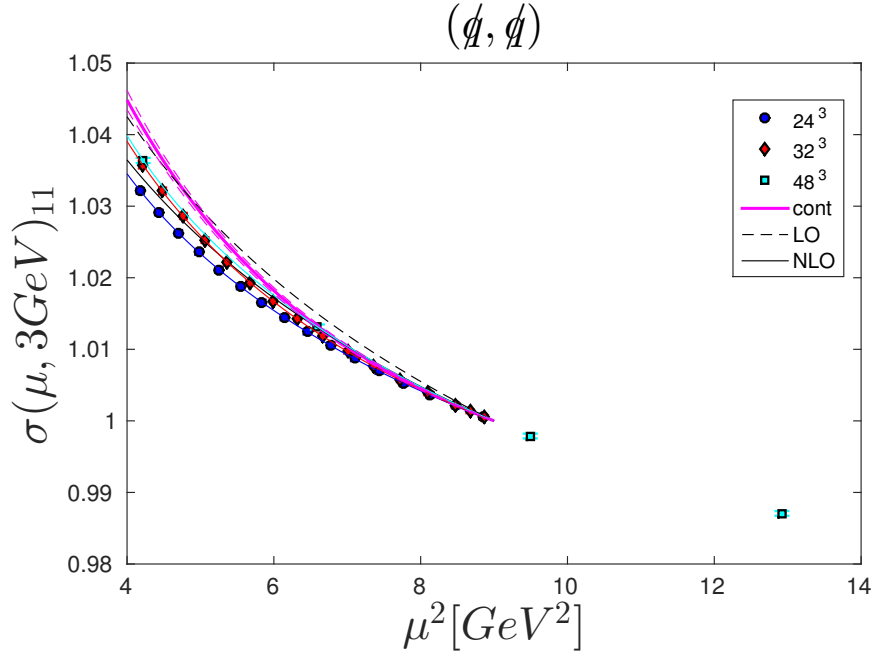 (q̸, q̸)
σ(μ, 3GeV)₁₁
1.05
1.04
1.03
1.02
1.01
1
0.99
0.98
24³
32³
48³
cont
LO
NLO
4
6
8
10
12
14
μ²[GeV²]